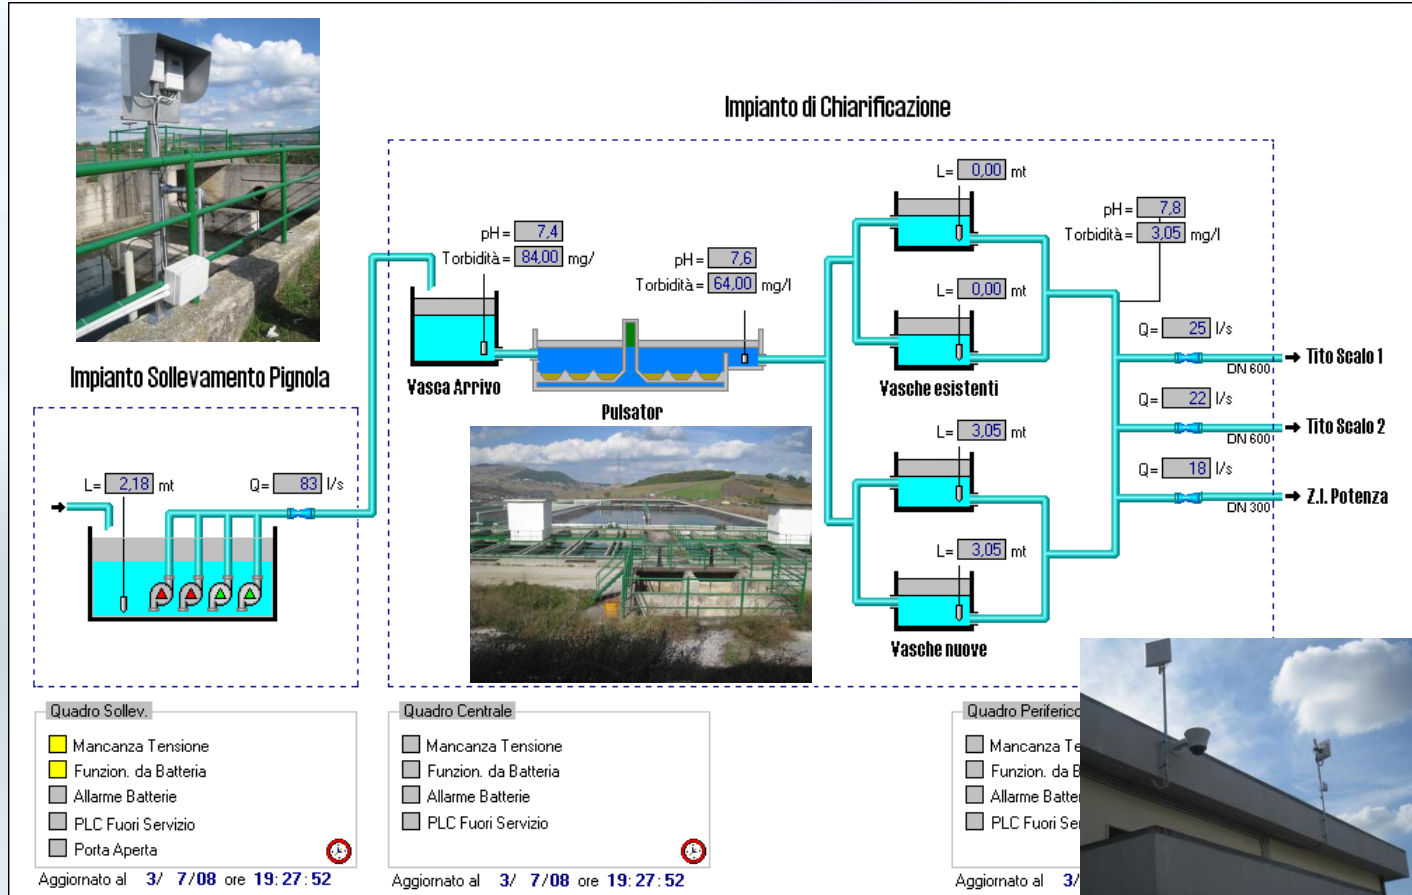 Impianto di Chiarificazione
L= 0,00 mt
pH = 7,4
Torbidità = 84,00 mg/
pH = 7,6
Torbidità = 64,00 mg/l
pH = 7,8
Torbidità = 3,05 mg/l
L= 0,00 mt
Q= 25 l/s
Tito Scalo 1
DN 600
Vasca Arrivo
Pulsator
Vasche esistenti
Q= 22 l/s
Tito Scalo 2
DN 600
L= 3,05 mt
Q= 18 l/s
Z.I. Potenza
DN 300
L= 3,05 mt
Vasche nuove
Impianto Sollevamento Pignola
L= 2,18 mt
Q= 83 l/s
Quadro Sollev.
Mancanza Tensione
Funzion. da Batteria
Allarme Batterie
PLC Fuori Servizio
Porta Aperta
Aggiornato al 3/ 7/08 ore 19:27:52
Quadro Centrale
Mancanza Tensione
Funzion. da Batteria
Allarme Batterie
PLC Fuori Servizio
Aggiornato al 3/ 7/08 ore 19:27:52
Quadro Periferico
Mancanza Te
Funzion. da B
Allarme Batte
PLC Fuori Ser
Aggiornato al 3/